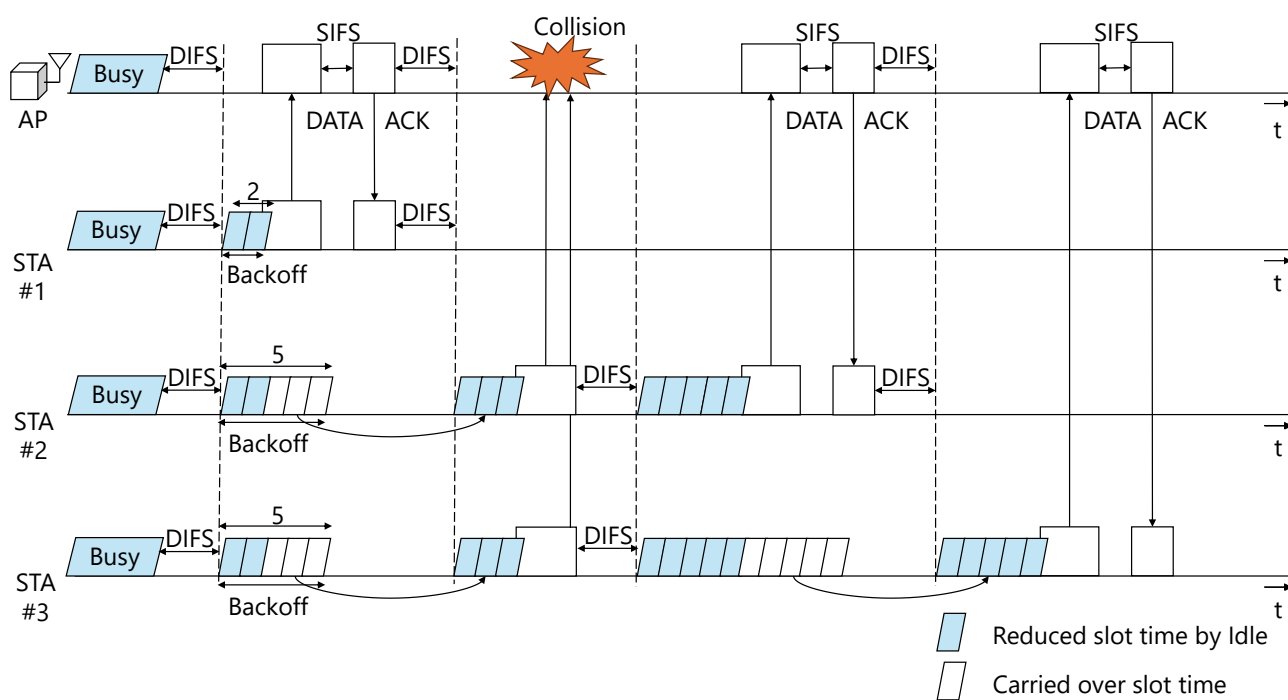 Collision
DIFS SIFS DIFS SIFS DIFS SIFS
Busy
AP
DATA ACK DATA ACK DATA ACK
t
2
DIFS DIFS
Busy
Backoff
STA
#1
t
5
DIFS DIFS DIFS
Busy
Backoff
STA
#2
t
5
DIFS DIFS
Busy
Backoff
STA
#3
t
Reduced slot time by Idle
Carried over slot time